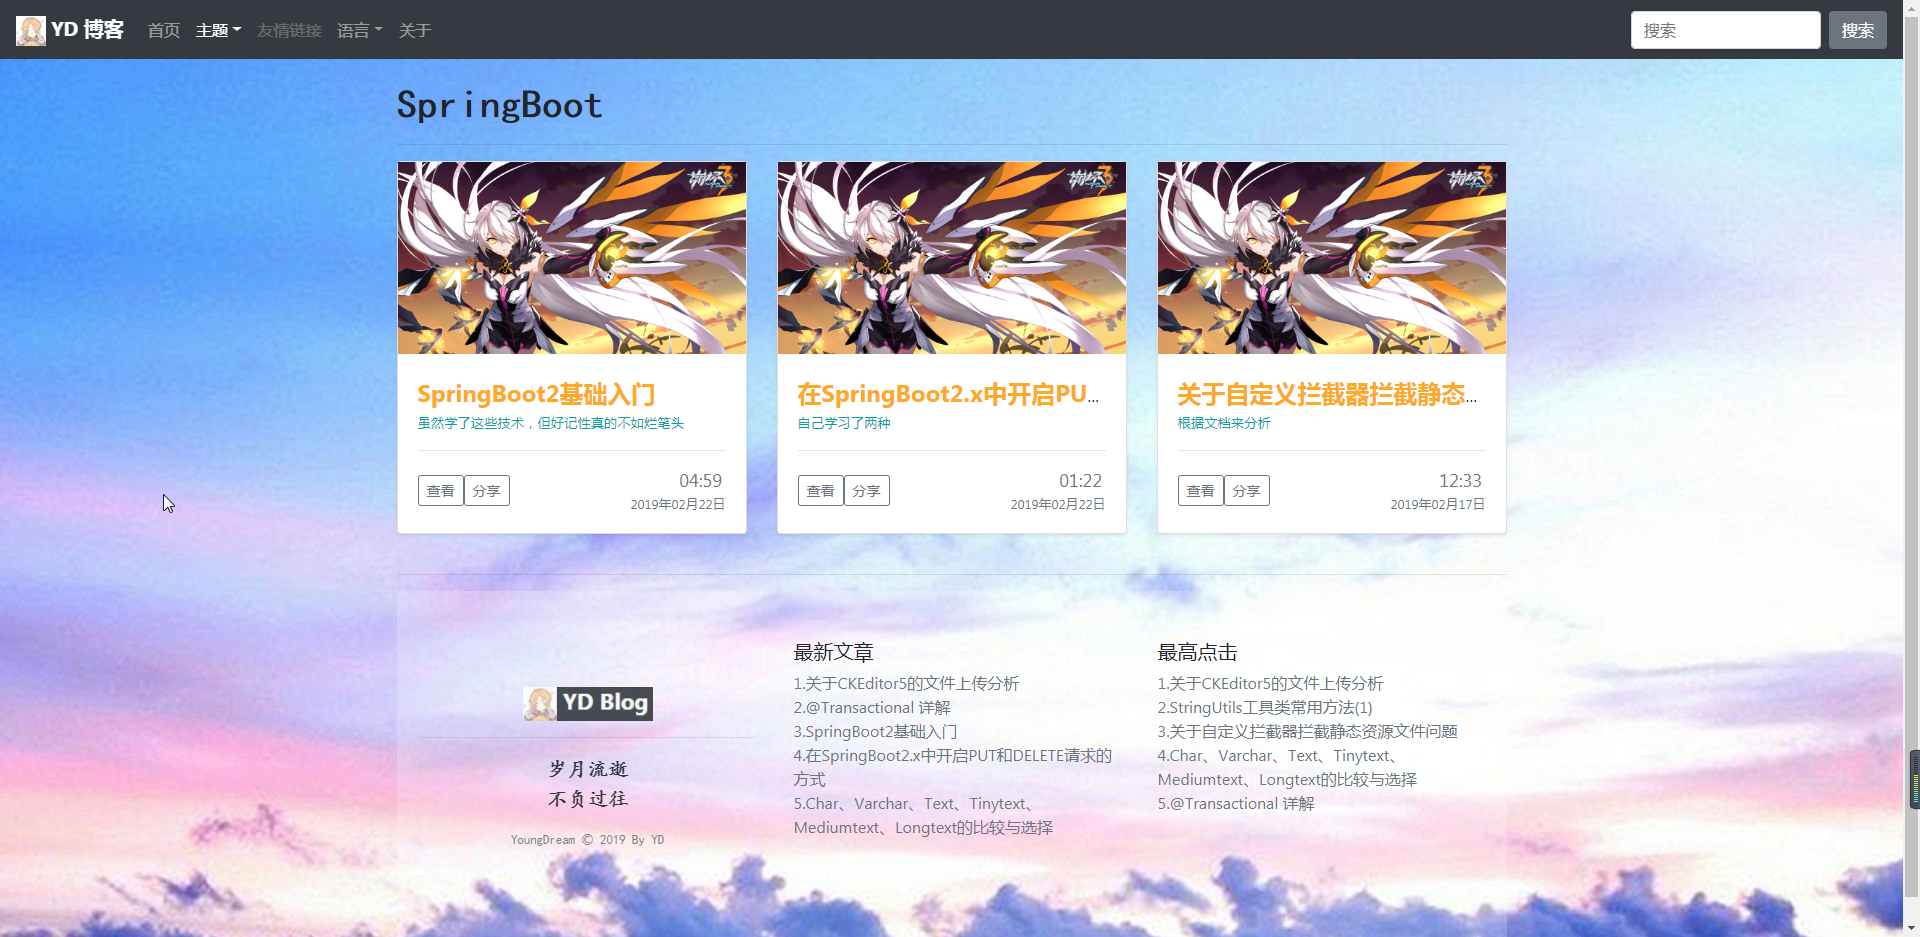 YD 博客 首页 主题 友情链接 语言 关于 搜索 搜索
SpringBoot
崩坏3 崩坏3 崩坏3
SpringBoot2基础入门
虽然学了这些技术，但好记性真的不如烂笔头
查看 分享
04:59
2019年02月22日
在SpringBoot2.x中开启PU...
自己学习了两种
查看 分享
01:22
2019年02月22日
关于自定义拦截器拦截静态...
根据文档来分析
查看 分享
12:33
2019年02月17日
YD Blog
岁月流逝
不负过往
YoungDream © 2019 By YD
最新文章
1.关于CKEditor5的文件上传分析
2.@Transactional 详解
3.SpringBoot2基础入门
4.在SpringBoot2.x中开启PUT和DELETE请求的
方式
5.Char、Varchar、Text、Tinytext、
Mediumtext、Longtext的比较与选择
最高点击
1.关于CKEditor5的文件上传分析
2.StringUtils工具类常用方法(1)
3.关于自定义拦截器拦截静态资源文件问题
4.Char、Varchar、Text、Tinytext、
Mediumtext、Longtext的比较与选择
5.@Transactional 详解